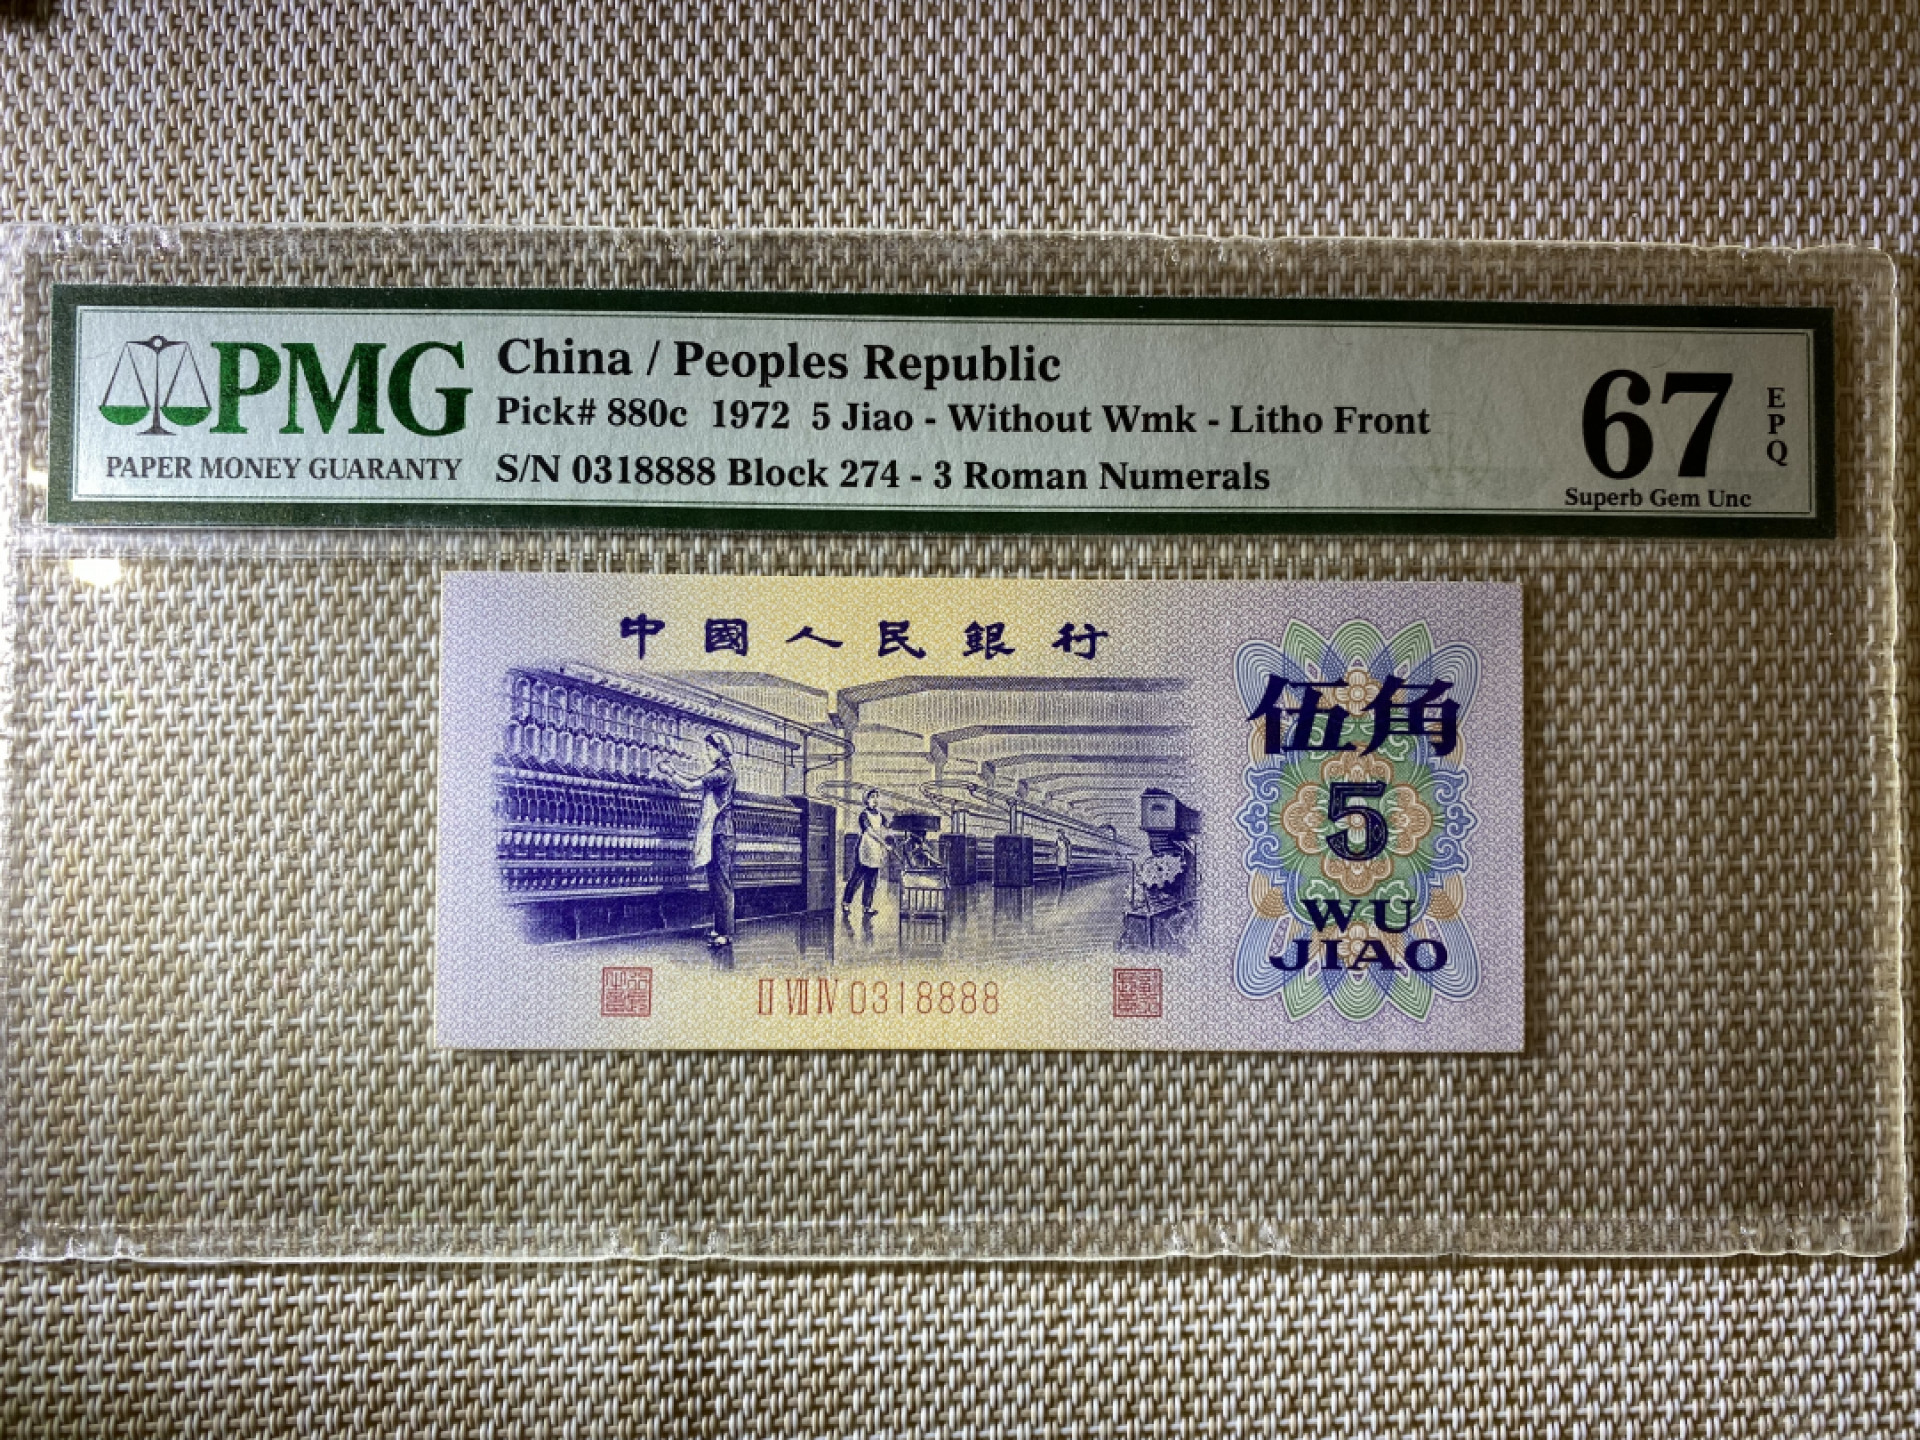 PMG
PAPER MONEY GUARANTY
China / Peoples Republic
Pick# 880c 1972 5 Jiao - Without Wmk - Litho Front
S/N 0318888 Block 274 - 3 Roman Numerals
67
EPQ
Superb Gem Unc
中國人民銀行
伍角
5
WU
JIAO
II VII IV 0318888